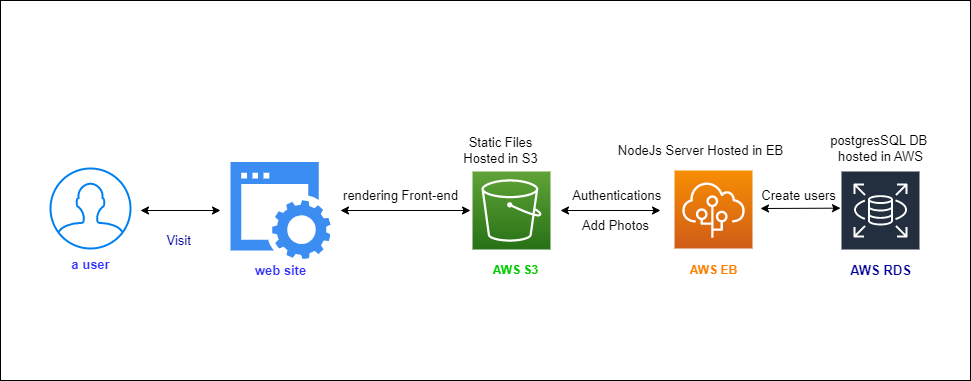 Static Files
Hosted in S3
NodeJs Server Hosted in EB
postgresSQL DB
hosted in AWS
Visit
rendering Front-end
Authentications
Add Photos
Create users
a user
web site
AWS S3
AWS EB
AWS RDS